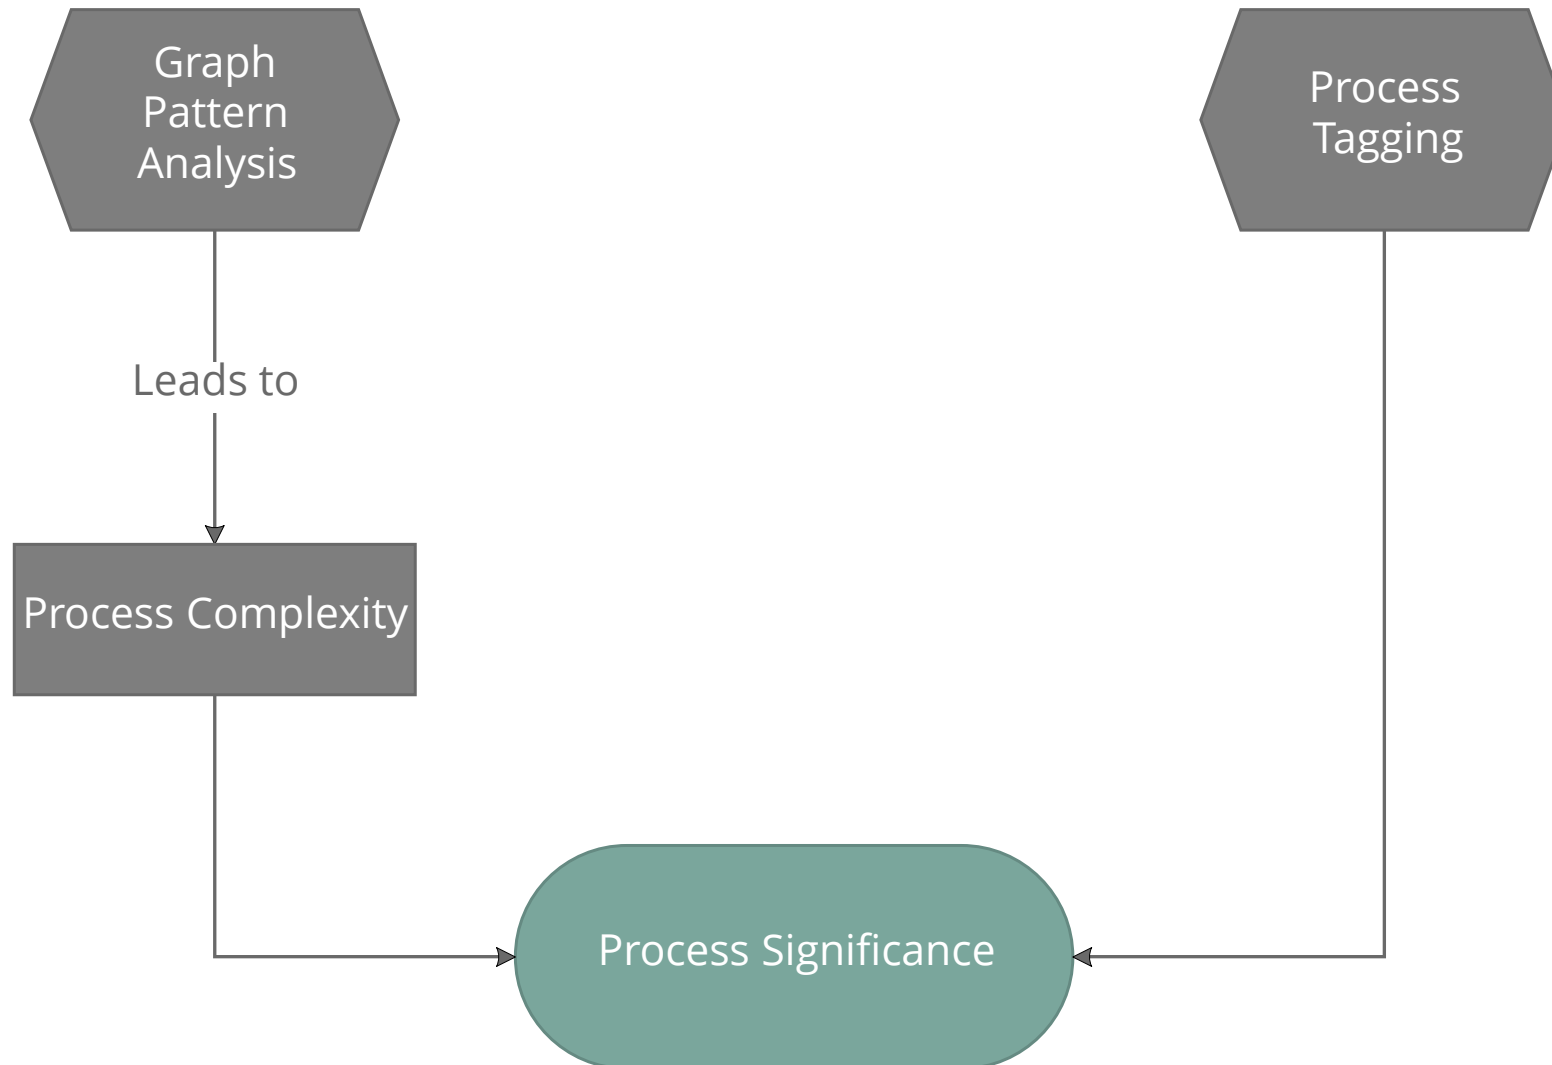 Graph
Pattern
Analysis
Process
Tagging
Leads to
Process Complexity
Process Significance